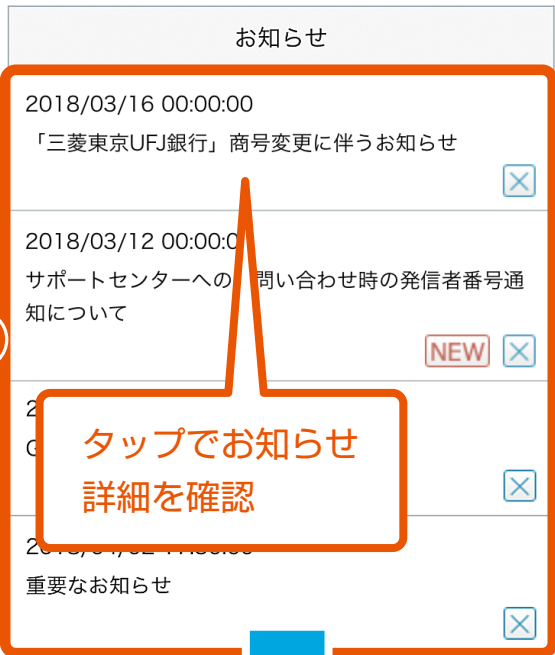 お知らせ
2018/03/16 00:00:00
「三菱東京UFJ銀行」商号変更に伴うお知らせ
2018/03/12 00:00:0
サポートセンターへの 問い合わせ時の発信者番号通
知について
NEW
タップでお知らせ
詳細を確認
重要なお知らせ